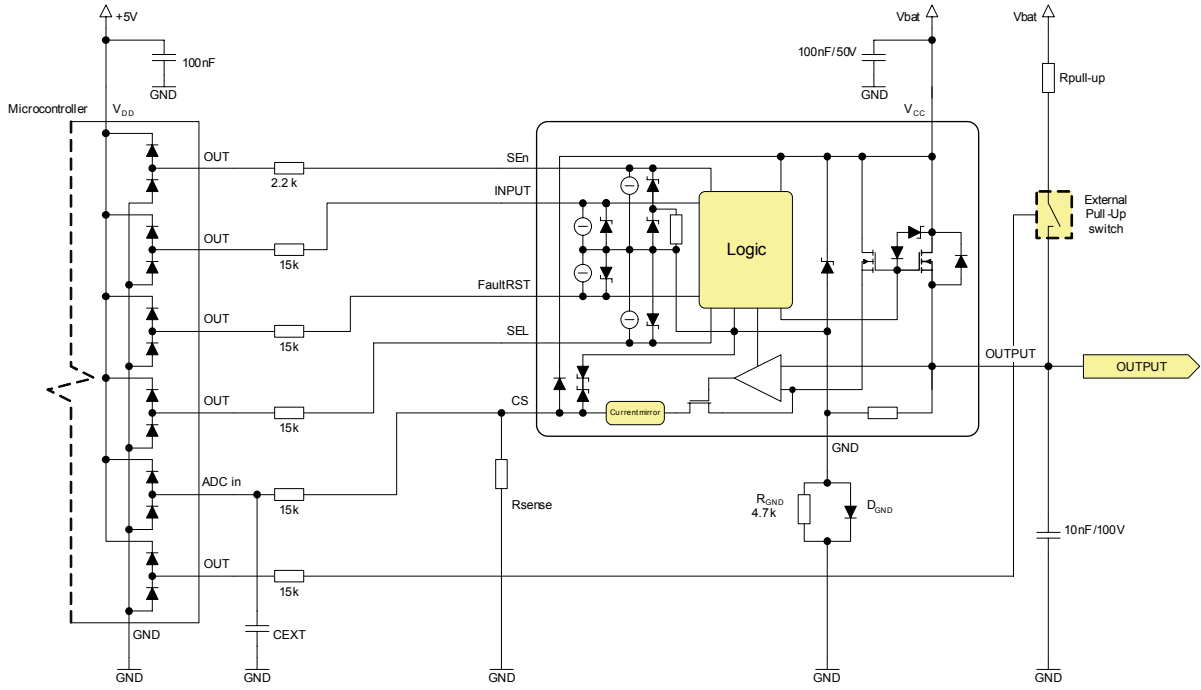 +5V
Vbat
Vbat
100nF
100nF/50V
GND
GND
Rpull-up
Microcontroller
VDD
VCC
OUT
SEn
2.2k
INPUT
External
Pull-Up
switch
OUT
15k
Logic
FaultRST
OUT
15k
SEL
OUTPUT
OUTPUT
OUT
15k
CS
Currentmirror
GND
ADC in
15k
Rsense
RGND
4.7k
DGND
10nF/100V
OUT
15k
GND
CEXT
GND
GND
GND
GND
GND